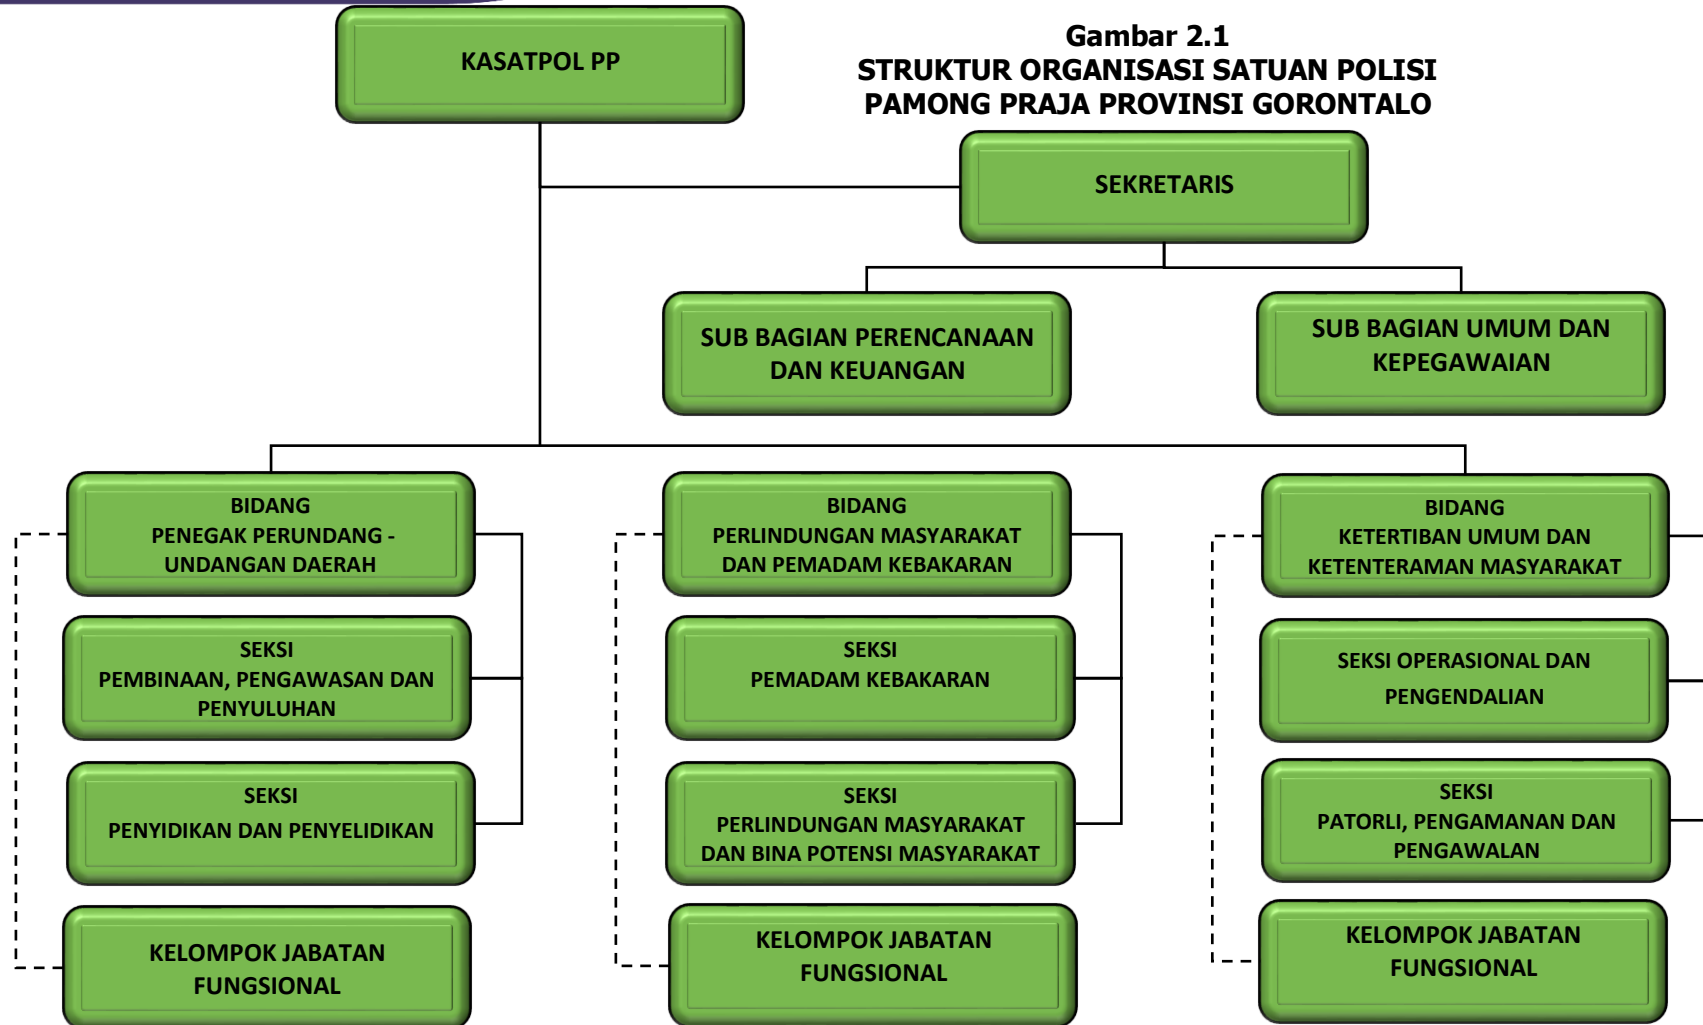 KASATPOL PP
Gambar 2.1
STRUKTUR ORGANISASI SATUAN POLISI
PAMONG PRAJA PROVINSI GORONTALO
SEKRETARIS
SUB BAGIAN PERENCANAAN
DAN KEUANGAN
SUB BAGIAN UMUM DAN
KEPEGAWAIAN
BIDANG
PENEGAK PERUNDANG -
UNDANGAN DAERAH
BIDANG
PERLINDUNGAN MASYARAKAT
DAN PEMADAM KEBAKARAN
BIDANG
KETERTIBAN UMUM DAN
KETENTERAMAN MASYARAKAT
SEKSI
PEMBINAAN, PENGAWASAN DAN
PENYULUHAN
SEKSI
PEMADAM KEBAKARAN
SEKSI OPERASIONAL DAN
PENGENDALIAN
SEKSI
PENYIDIKAN DAN PENYELIDIKAN
SEKSI
PERLINDUNGAN MASYARAKAT
DAN BINA POTENSI MASYARAKAT
SEKSI
PATORLI, PENGAMANAN DAN
PENGAWALAN
KELOMPOK JABATAN
FUNGSIONAL
KELOMPOK JABATAN
FUNGSIONAL
KELOMPOK JABATAN
FUNGSIONAL